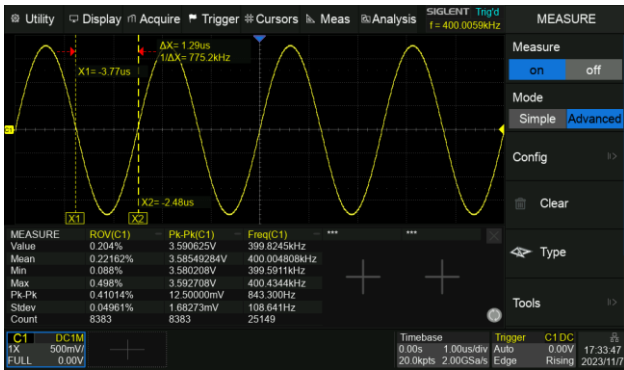 Utility Display Acquire Trigger Cursors Meas Analysis SIGLENT Trig'd
f = 400.0059kHz
MEASURE
Measure
on off
Mode
Simple Advanced
Config
Clear
Type
Tools
ΔX= 1.29us
1/ΔX= 775.2kHz
X1= -3.77us
C1
X2= -2.48us
X1 X2
MEASURE ROV(C1) Pk-Pk(C1) Freq(C1) *** ***
Value 0.204% 3.590625V 399.8245kHz
Mean 0.22162% 3.58549284V 400.004808kHz
Min 0.088% 3.580208V 399.5911kHz
Max 0.498% 3.592708V 400.4344kHz
Pk-Pk 0.41014% 12.50000mV 843.300Hz
Stdev 0.04961% 1.68273mV 108.641Hz
Count 8383 8383 25149
C1 DC1M
1X 500mV/
FULL 0.00V
Timebase
0.00s 1.00us/div
20.0kpts 2.00GSa/s
Trigger C1 DC
Auto 0.00V
Edge Rising
17:33:47
2023/11/7